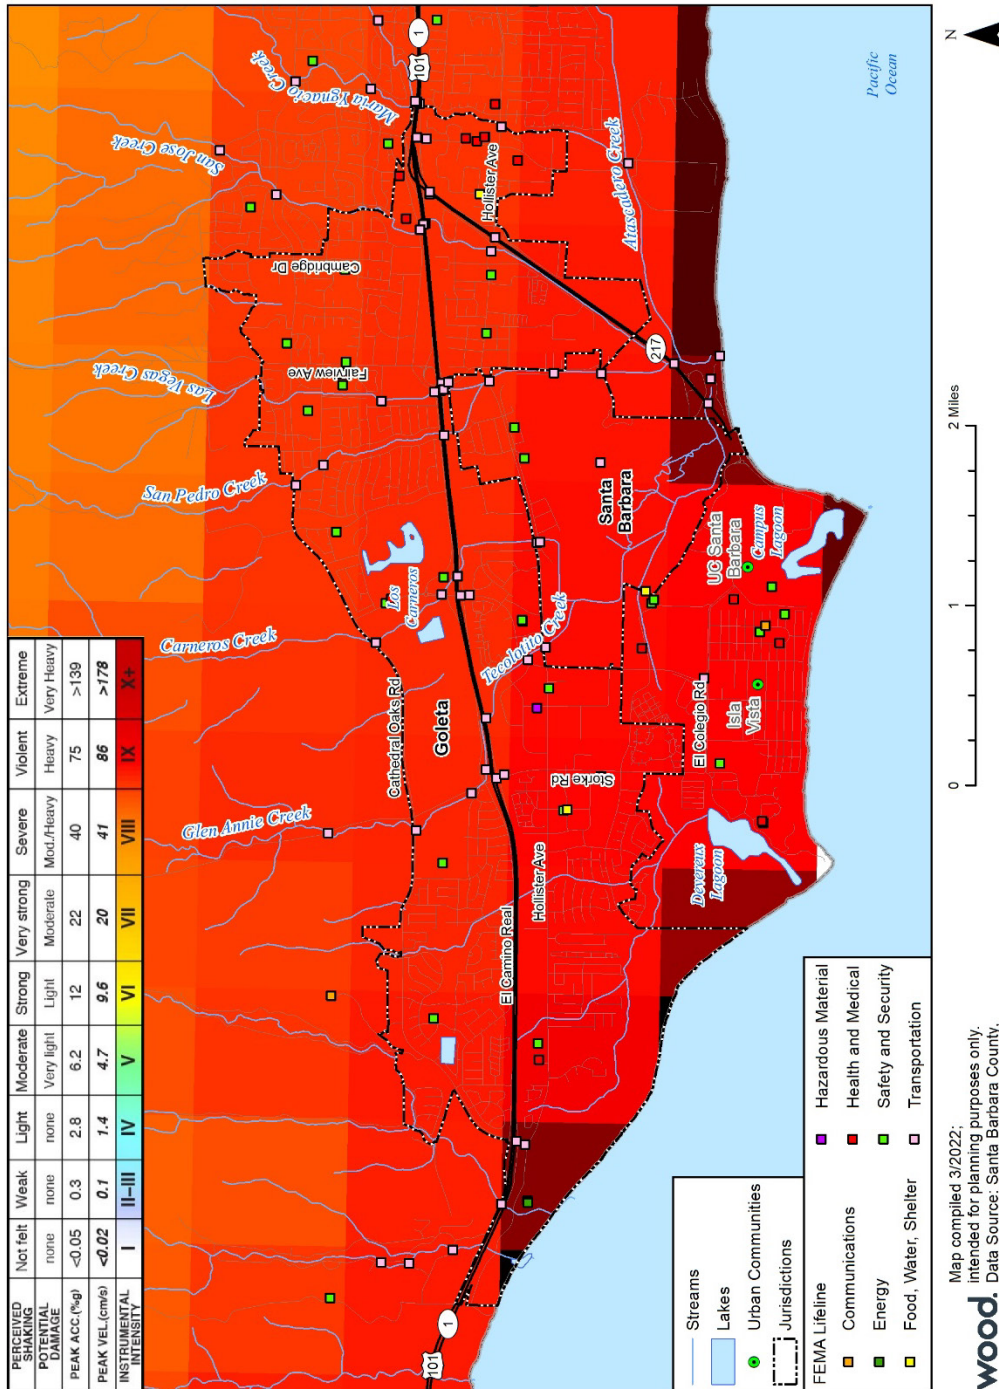 PERCEIVED SHAKING Not felt Weak Light Moderate Strong Very strong Severe Violent Extreme
POTENTIAL DAMAGE none none none Very light Light Moderate Mod./Heavy Heavy Very Heavy
PEAK ACC.(%g) <0.05 0.3 2.8 6.2 12 22 40 75 >139
PEAK VEL.(cm/s) <0.02 0.1 1.4 4.7 9.6 20 41 86 >178
INSTRUMENTAL INTENSITY I II–III IV V VI VII VIII IX X+
Glen Annie Creek
Carneros Creek
San Pedro Creek
Las Vegas Creek
San Jose Creek
Maria Ygnacio Creek
Cathedral Oaks Rd
Los Carneros
Fairview Ave
Cambridge Dr
Goleta
101
1
El Camino Real
Hollister Ave
Tecolotito Creek
Hollister Ave
Storke Rd
Santa Barbara
217
Atascadero Creek
101
1
El Colegio Rd
Devereux Lagoon
Isla Vista
UC Santa Barbara
Campus Lagoon
Pacific Ocean
Streams
Lakes
Urban Communities
Jurisdictions
FEMA Lifeline
Communications
Energy
Food, Water, Shelter
Hazardous Material
Health and Medical
Safety and Security
Transportation
0 1 2 Miles
N
wood.
Map compiled 3/2022;
intended for planning purposes only.
Data Source: Santa Barbara County,